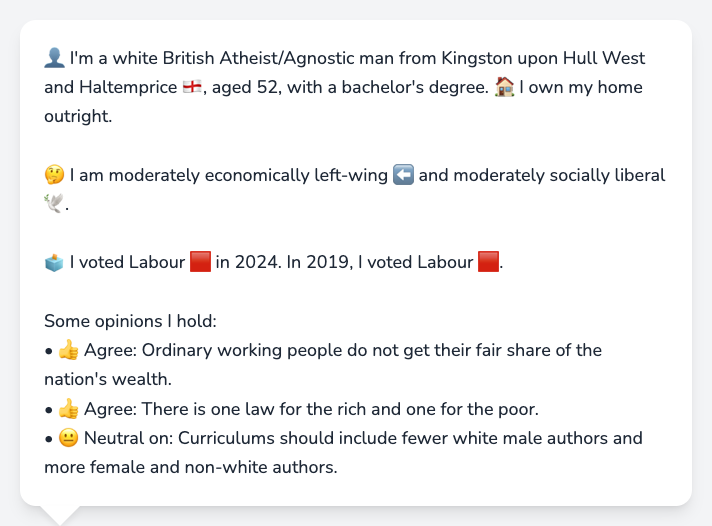 👤 I'm a white British Atheist/Agnostic man from Kingston upon Hull West
and Haltemprice 🏴󠁧󠁢󠁥󠁮󠁧󠁿, aged 52, with a bachelor's degree. 🏠 I own my home
outright.
🤔 I am moderately economically left-wing ⬅️ and moderately socially liberal
🕊️.
🗳️ I voted Labour 🟥 in 2024. In 2019, I voted Labour 🟥.
Some opinions I hold:
• 👍 Agree: Ordinary working people do not get their fair share of the
nation's wealth.
• 👍 Agree: There is one law for the rich and one for the poor.
• 😐 Neutral on: Curriculums should include fewer white male authors and
more female and non-white authors.